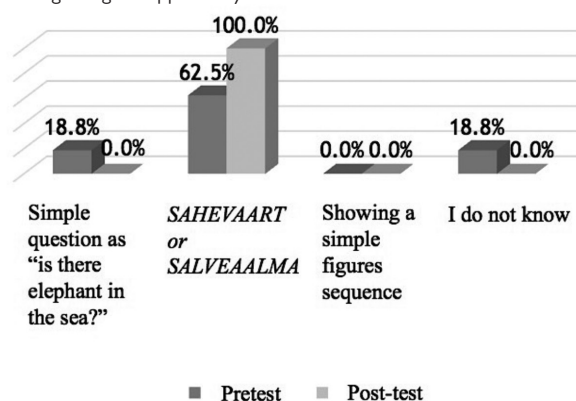 100.0%
62.5%
18.8%
0.0%
0.0% 0.0%
18.8%
0.0%
Simple
question as
“is there
elephant in
the sea?”
SAHEVAART
or
SALVEAALMA
Showing a
simple
figures
sequence
I do not know
Pretest Post-test